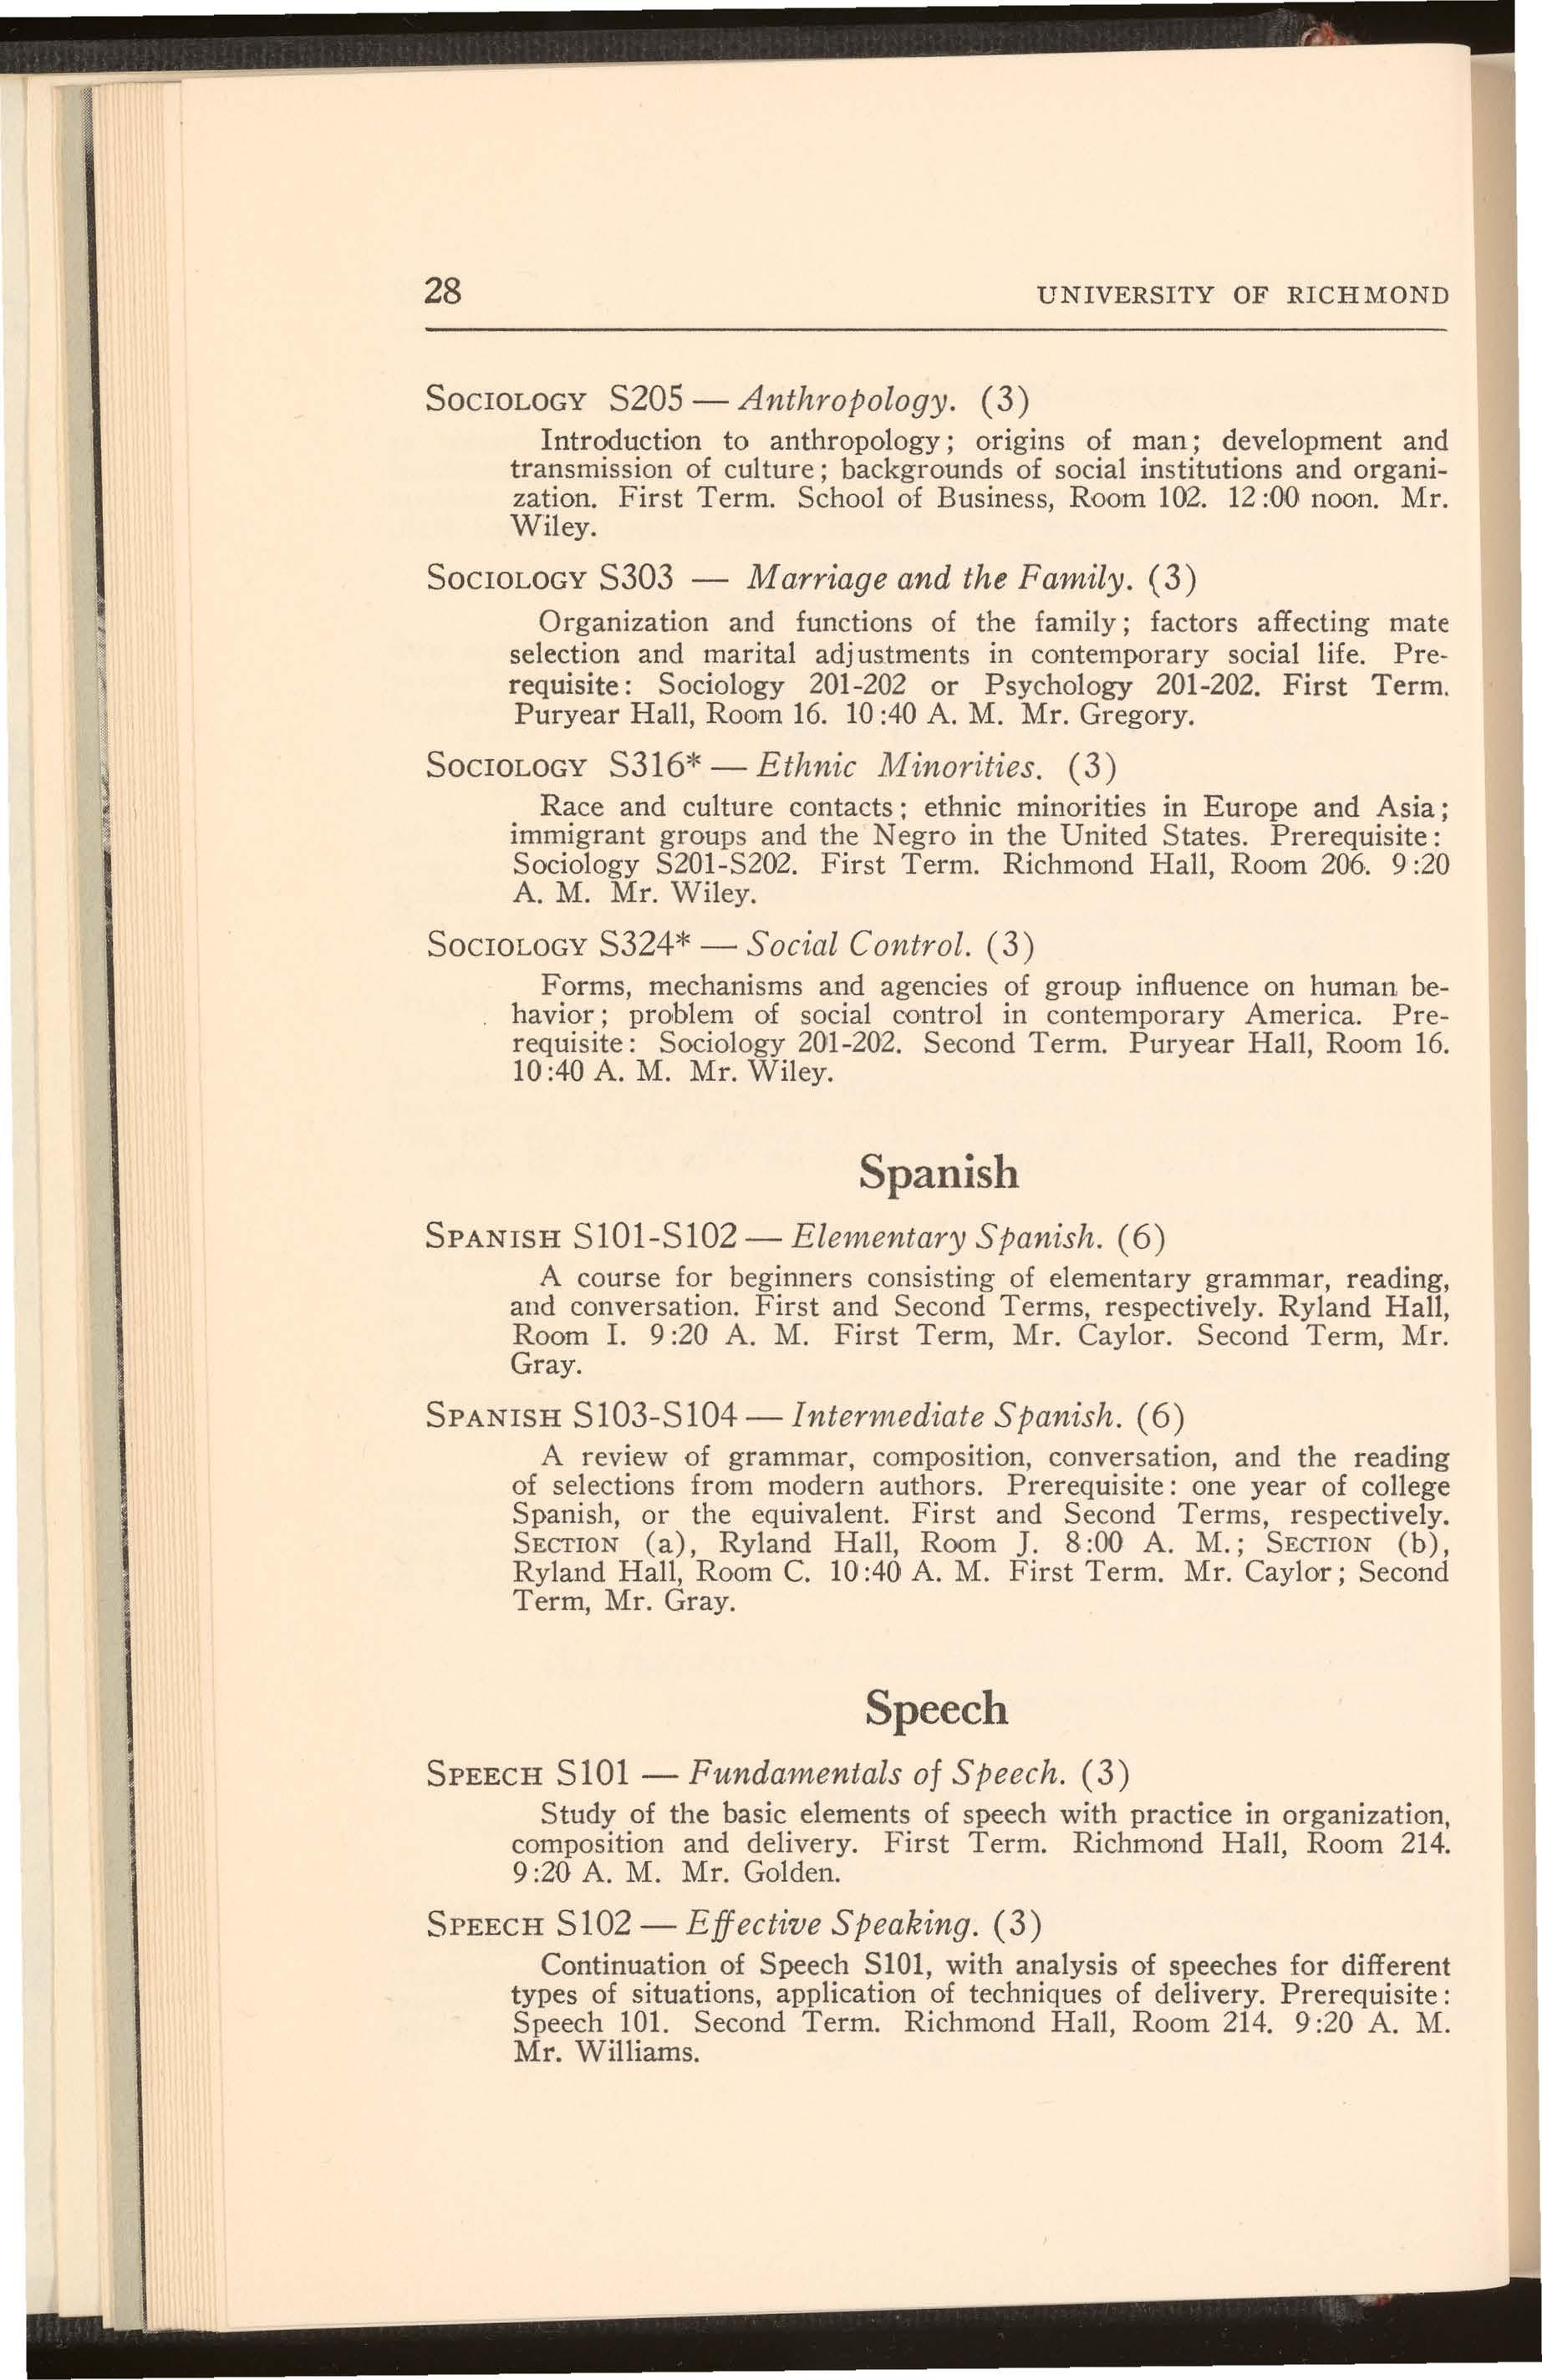 28 UNIVERSITY OF RICHMOND
SOCIOLOGY S205 — Anthropology. (3)
Introduction to anthropology; origins of man; development and
transmission of culture; backgrounds of social institutions and organi-
zation. First Term. School of Business, Room 102. 12:00 noon. Mr.
Wiley.
SOCIOLOGY S303 — Marriage and the Family. (3)
Organization and functions of the family; factors affecting mate
selection and marital adjustments in contemporary social life. Pre-
requisite: Sociology 201-202 or Psychology 201-202. First Term.
Puryear Hall, Room 16. 10:40 A. M. Mr. Gregory.
SOCIOLOGY S316* — Ethnic Minorities. (3)
Race and culture contacts; ethnic minorities in Europe and Asia;
immigrant groups and the Negro in the United States. Prerequisite:
Sociology S201-S202. First Term. Richmond Hall, Room 206. 9:20
A. M. Mr. Wiley.
SOCIOLOGY S324* — Social Control. (3)
Forms, mechanisms and agencies of group influence on human be-
havior; problem of social control in contemporary America. Pre-
requisite: Sociology 201-202. Second Term. Puryear Hall, Room 16.
10:40 A. M. Mr. Wiley.
Spanish
SPANISH S101-S102 — Elementary Spanish. (6)
A course for beginners consisting of elementary grammar, reading,
and conversation. First and Second Terms, respectively. Ryland Hall,
Room I. 9:20 A. M. First Term, Mr. Caylor. Second Term, Mr.
Gray.
SPANISH S103-S104 — Intermediate Spanish. (6)
A review of grammar, composition, conversation, and the reading
of selections from modern authors. Prerequisite: one year of college
Spanish, or the equivalent. First and Second Terms, respectively.
SECTION (a), Ryland Hall, Room J. 8:00 A. M.; SECTION (b),
Ryland Hall, Room C. 10:40 A. M. First Term. Mr. Caylor; Second
Term, Mr. Gray.
Speech
SPEECH S101 — Fundamentals of Speech. (3)
Study of the basic elements of speech with practice in organization,
composition and delivery. First Term. Richmond Hall, Room 214.
9:20 A. M. Mr. Golden.
SPEECH S102 — Effective Speaking. (3)
Continuation of Speech S101, with analysis of speeches for different
types of situations, application of techniques of delivery. Prerequisite:
Speech 101. Second Term. Richmond Hall, Room 214. 9:20 A. M.
Mr. Williams.